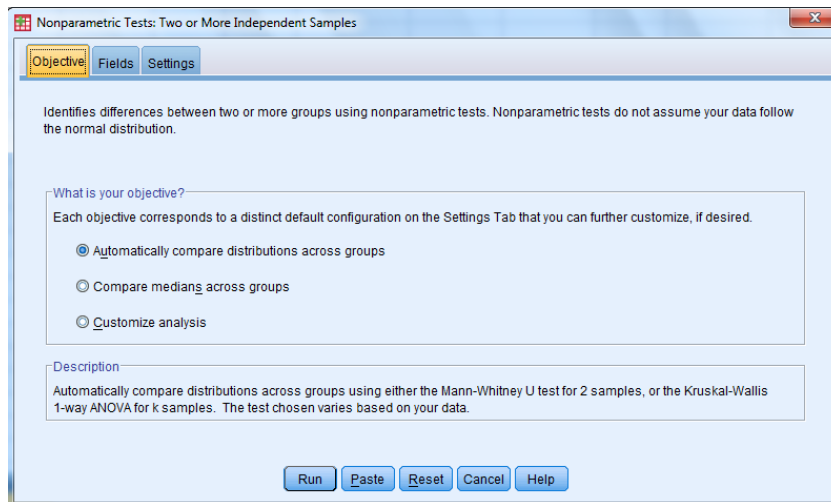 Nonparametric Tests: Two or More Independent Samples
Objective Fields Settings
Identifies differences between two or more groups using nonparametric tests. Nonparametric tests do not assume your data follow
the normal distribution.
What is your objective?
Each objective corresponds to a distinct default configuration on the Settings Tab that you can further customize, if desired.
Automatically compare distributions across groups
Compare medians across groups
Customize analysis
Description
Automatically compare distributions across groups using either the Mann-Whitney U test for 2 samples, or the Kruskal-Wallis
1-way ANOVA for k samples. The test chosen varies based on your data.
Run Paste Reset Cancel Help